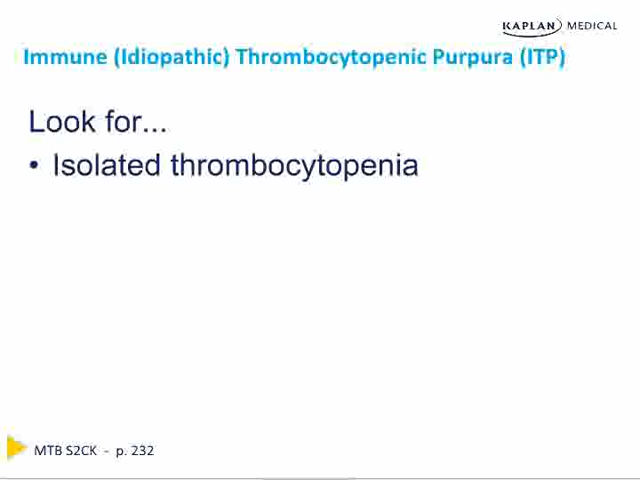 KAPLAN MEDICAL
Immune (Idiopathic) Thrombocytopenic Purpura (ITP)
Look for...
• Isolated thrombocytopenia
MTB S2CK - p. 232